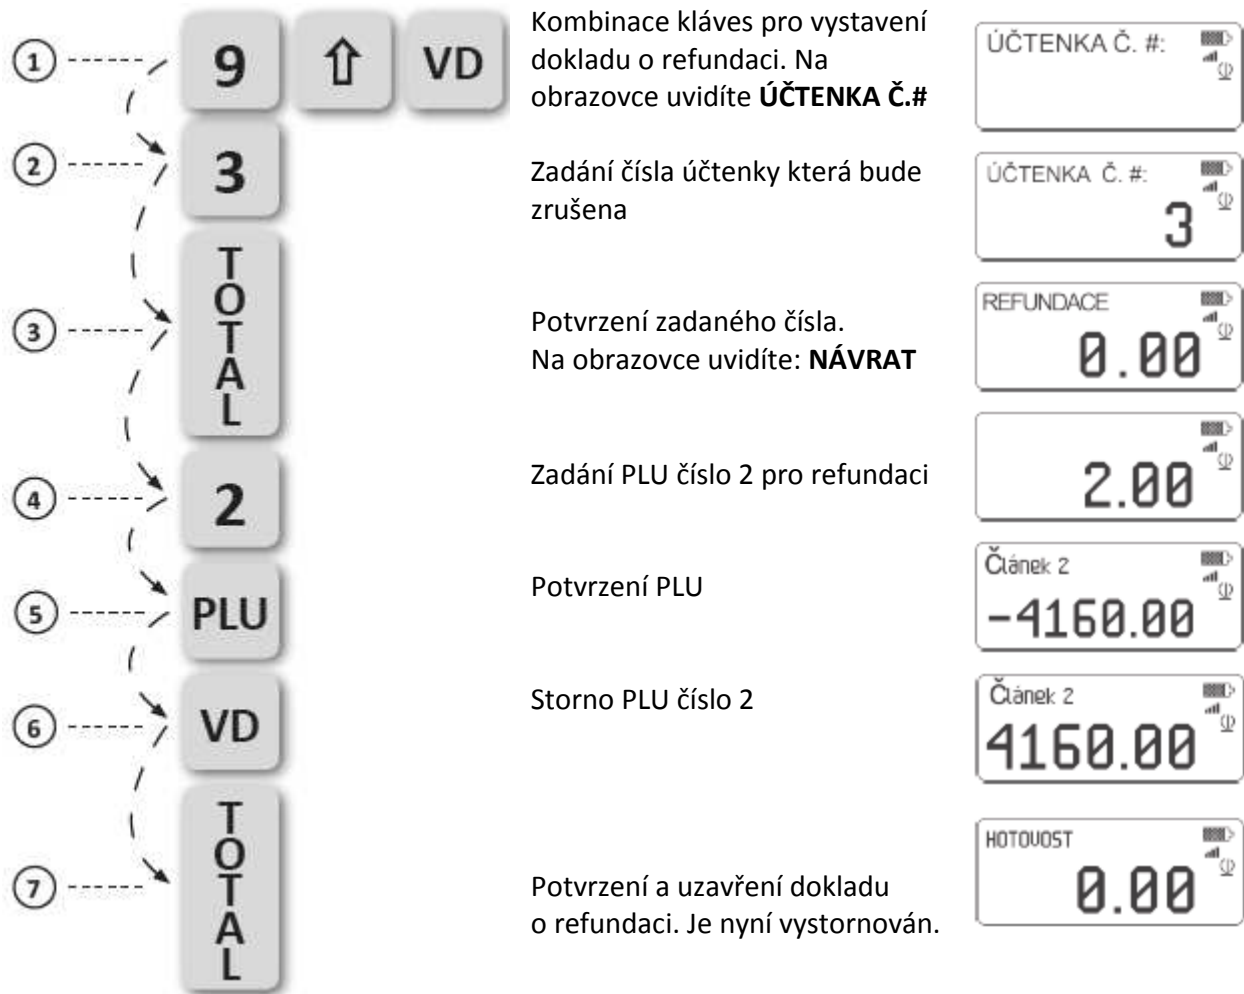 1
9 ⇧ VD
Kombinace kláves pro vystavení
dokladu o refundaci. Na
obrazovce uvidíte ÚČTENKA Č.#
ÚČTENKA Č. #:
2
3
Zadání čísla účtenky která bude
zrušena
ÚČTENKA Č. #:
3
3
TOTAL
Potvrzení zadaného čísla.
Na obrazovce uvidíte: NÁVRAT
REFUNDACE
0.00
4
2
Zadání PLU číslo 2 pro refundaci
2.00
5
PLU
Potvrzení PLU
Článek 2
-4160.00
6
VD
Storno PLU číslo 2
Článek 2
4160.00
7
TOTAL
Potvrzení a uzavření dokladu
o refundaci. Je nyní vystornován.
HOTOVOST
0.00